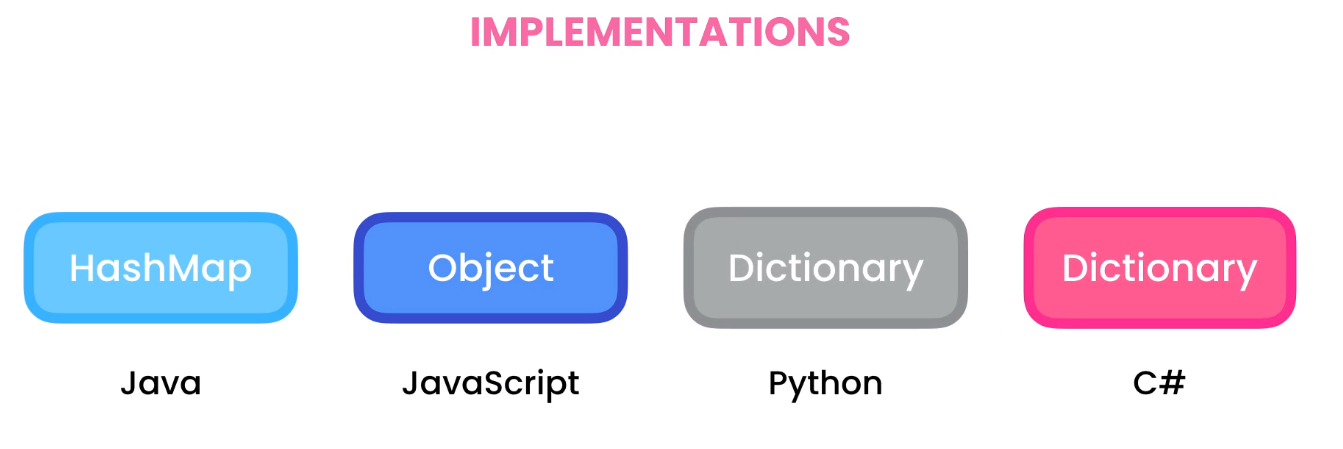 IMPLEMENTATIONS
HashMap Object Dictionary Dictionary
Java JavaScript Python C#